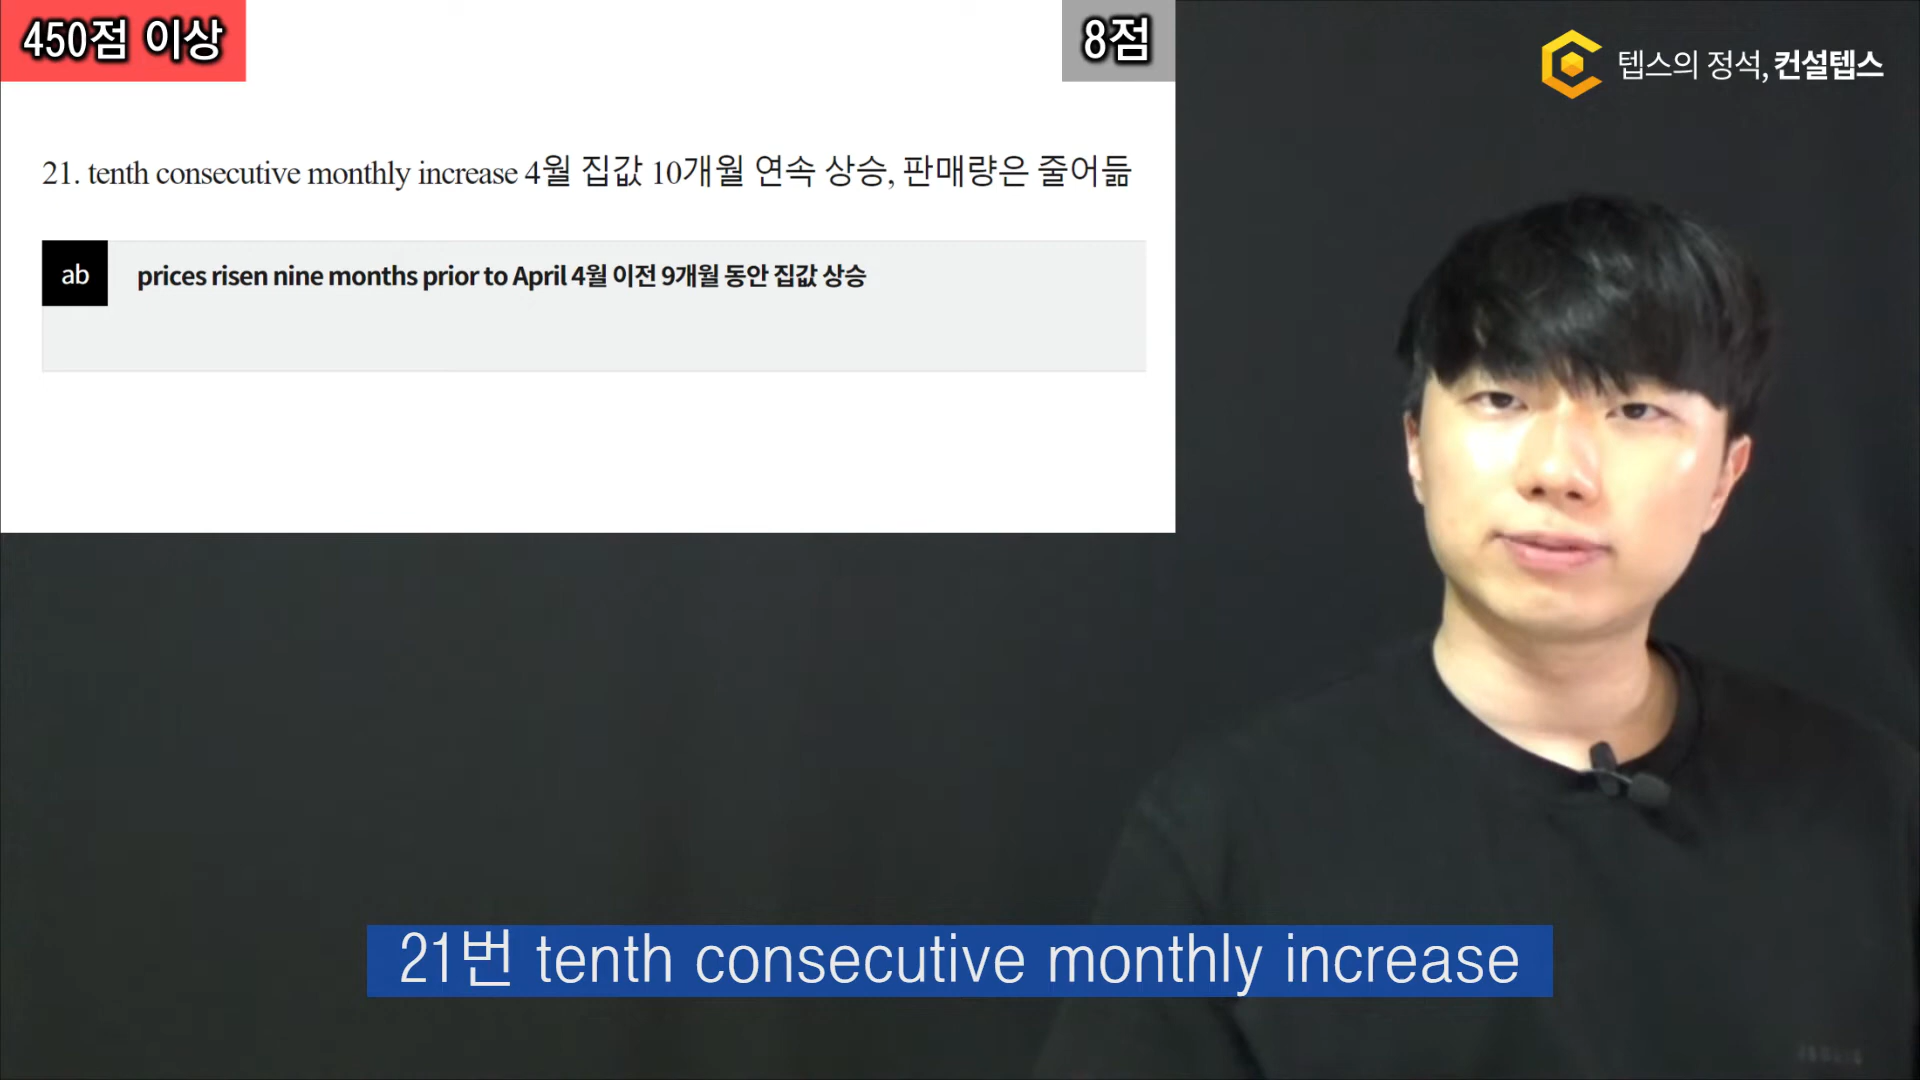 450점 이상
8점
텝스의 정석, 컨설텝스
21. tenth consecutive monthly increase 4월 집값 10개월 연속 상승, 판매량은 줄어듦
ab
prices risen nine months prior to April 4월 이전 9개월 동안 집값 상승
21번 tenth consecutive monthly increase